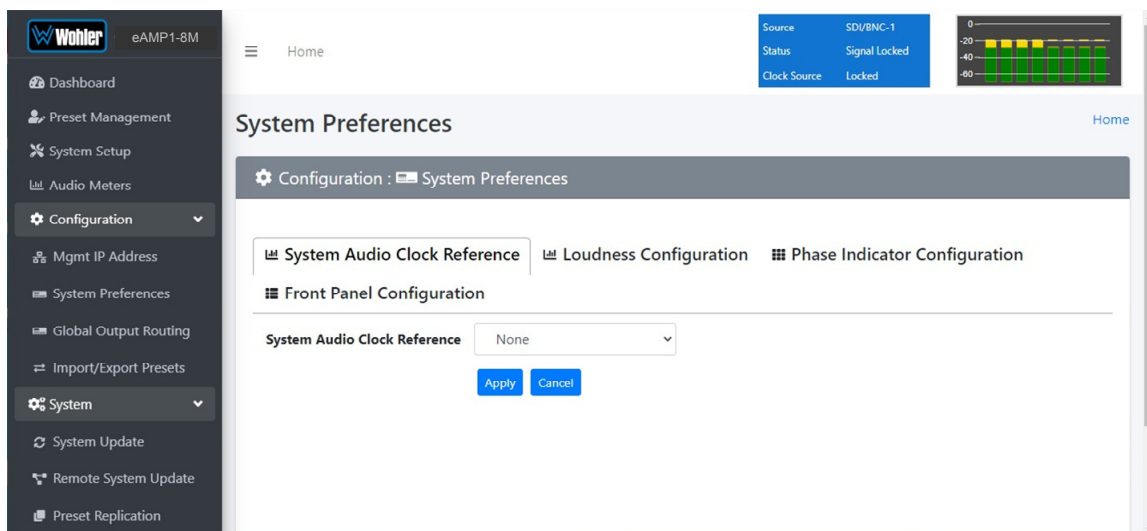 Wohler eAMP1-8M
Dashboard
Preset Management
System Setup
Audio Meters
Configuration
Mgmt IP Address
System Preferences
Global Output Routing
Import/Export Presets
System
System Update
Remote System Update
Preset Replication
Home
Source SDI/BNC-1
Status Signal Locked
Clock Source Locked
0
-20
-40
-60
System Preferences
Home
Configuration : System Preferences
System Audio Clock Reference Loudness Configuration Phase Indicator Configuration
Front Panel Configuration
System Audio Clock Reference None
Apply Cancel